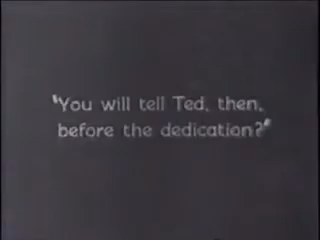 "You will tell Ted, then,
before the dedication?"